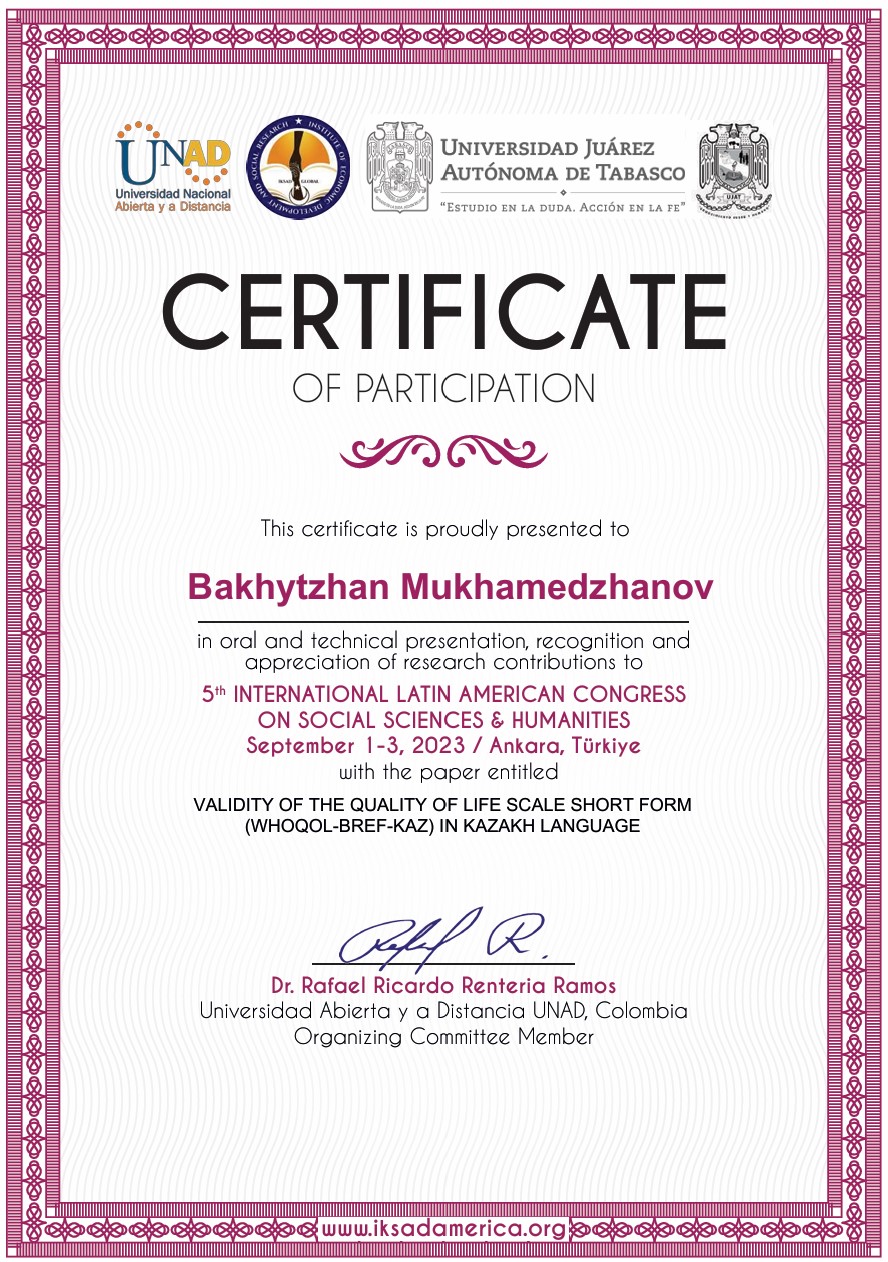 UNAD
Universidad Nacional
Abierta y a Distancia
INSTITUTE OF ECONOMIC DEVELOPMENT AND SOCIAL RESEARCH
IKSAD GLOBAL
UNIVERSIDAD JUÁREZ
AUTÓNOMA DE TABASCO
“ESTUDIO EN LA DUDA. ACCIÓN EN LA FE”
UJAT
CERTIFICATE
OF PARTICIPATION
This certificate is proudly presented to
Bakhytzhan Mukhamedzhanov
in oral and technical presentation, recognition and
appreciation of research contributions to
5th INTERNATIONAL LATIN AMERICAN CONGRESS
ON SOCIAL SCIENCES & HUMANITIES
September 1-3, 2023 / Ankara, Türkiye
with the paper entitled
VALIDITY OF THE QUALITY OF LIFE SCALE SHORT FORM
(WHOQOL-BREF-KAZ) IN KAZAKH LANGUAGE
Rafael R.
Dr. Rafael Ricardo Renteria Ramos
Universidad Abierta y a Distancia UNAD, Colombia
Organizing Committee Member
www.iksadamerica.org